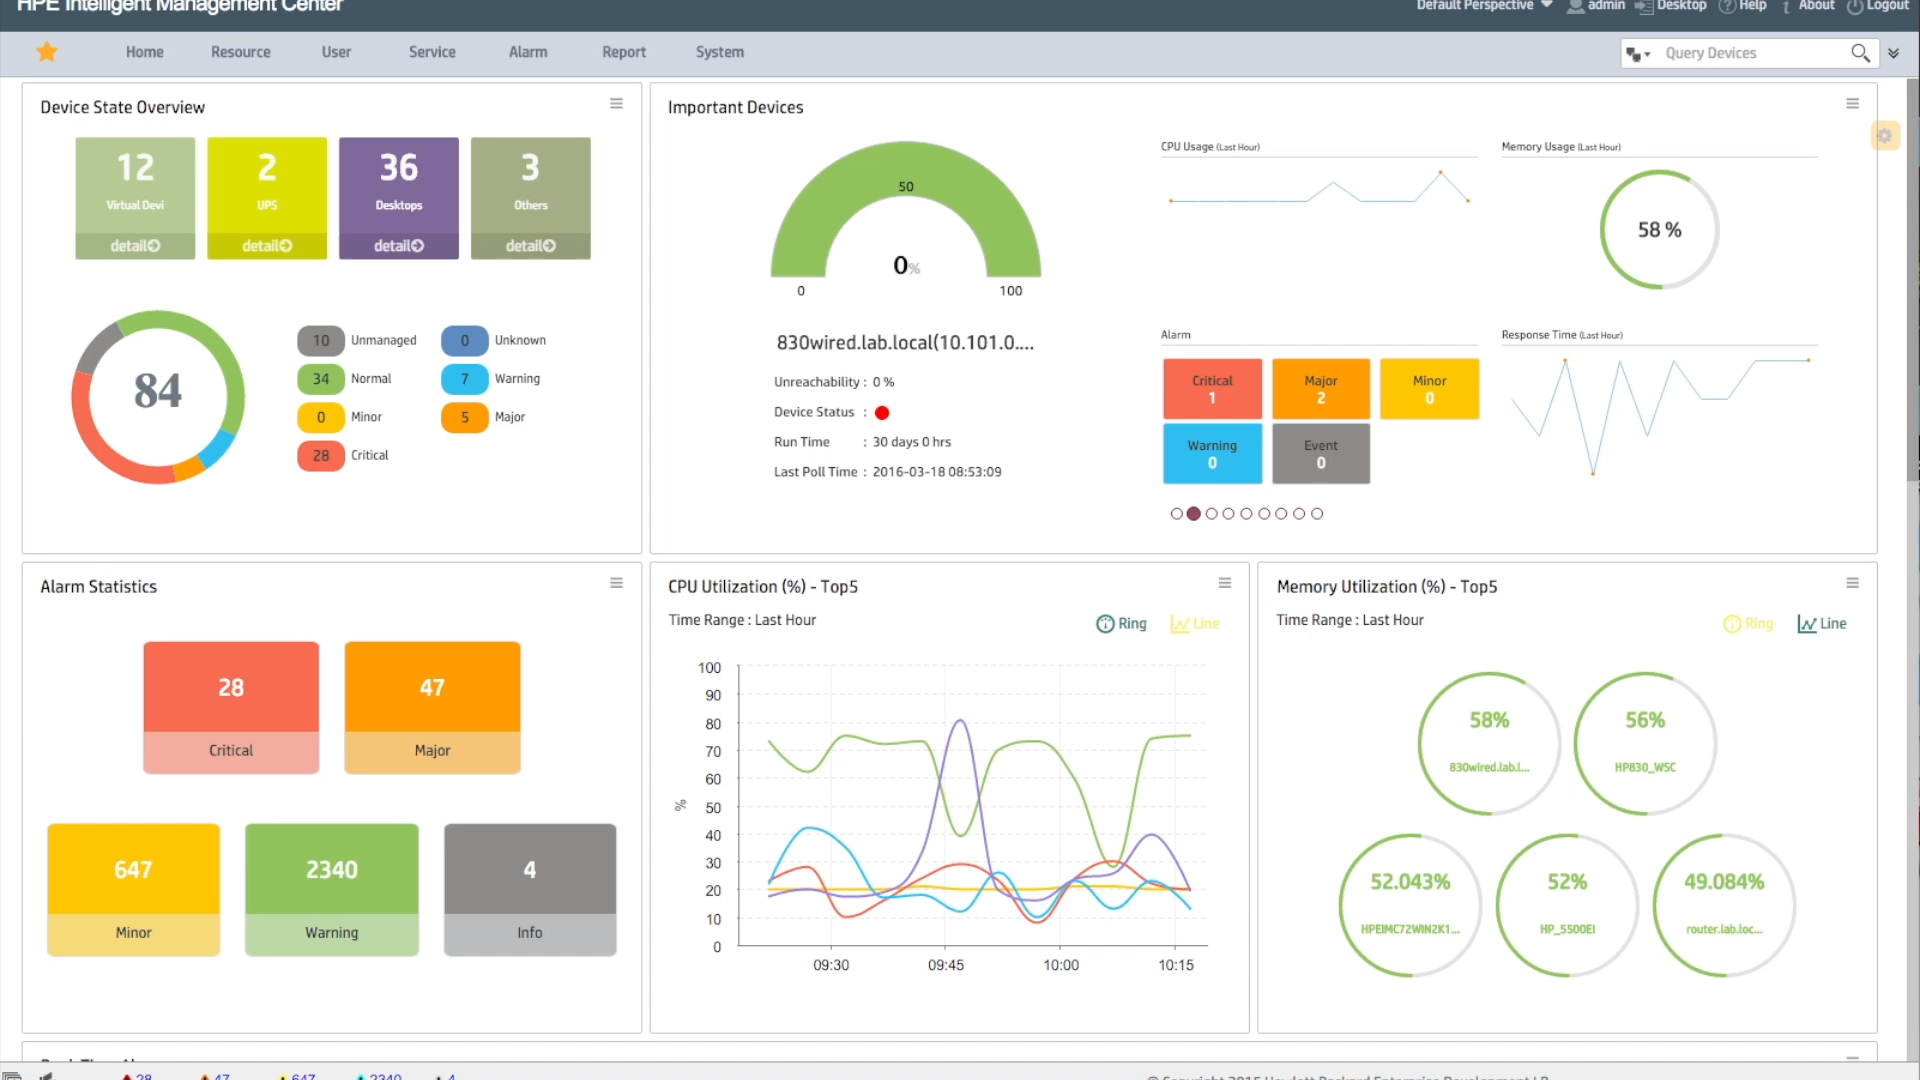 HPE Intelligent Management Center
Default Perspective admin Desktop Help About Logout
Home Resource User Service Alarm Report System
Query Devices
Device State Overview
12 2 36 3
Virtual Devi UPS Desktops Others
detail detail detail detail
84
10 Unmanaged 0 Unknown
34 Normal 7 Warning
0 Minor 5 Major
28 Critical
Important Devices
50
0%
0 100
830wired.lab.local(10.101.0....
Unreachability : 0 %
Device Status :
Run Time : 30 days 0 hrs
Last Poll Time : 2016-03-18 08:53:09
CPU Usage (Last Hour)
Memory Usage (Last Hour)
58 %
Alarm
Critical Major Minor
1 2 0
Warning Event
0 0
Response Time (Last Hour)
Alarm Statistics
28 47
Critical Major
647 2340 4
Minor Warning Info
CPU Utilization (%) - Top5
Time Range : Last Hour
Ring Line
100
90
80
70
60
50
%
40
30
20
10
0
09:30 09:45 10:00 10:15
Memory Utilization (%) - Top5
Time Range : Last Hour
Ring Line
58% 56%
830wired.lab.l... HP830_WSC
52.043% 52% 49.084%
HPEIMC72WIN2K1... HP_5500EI router.lab.loc...
28 47 647 2340 4